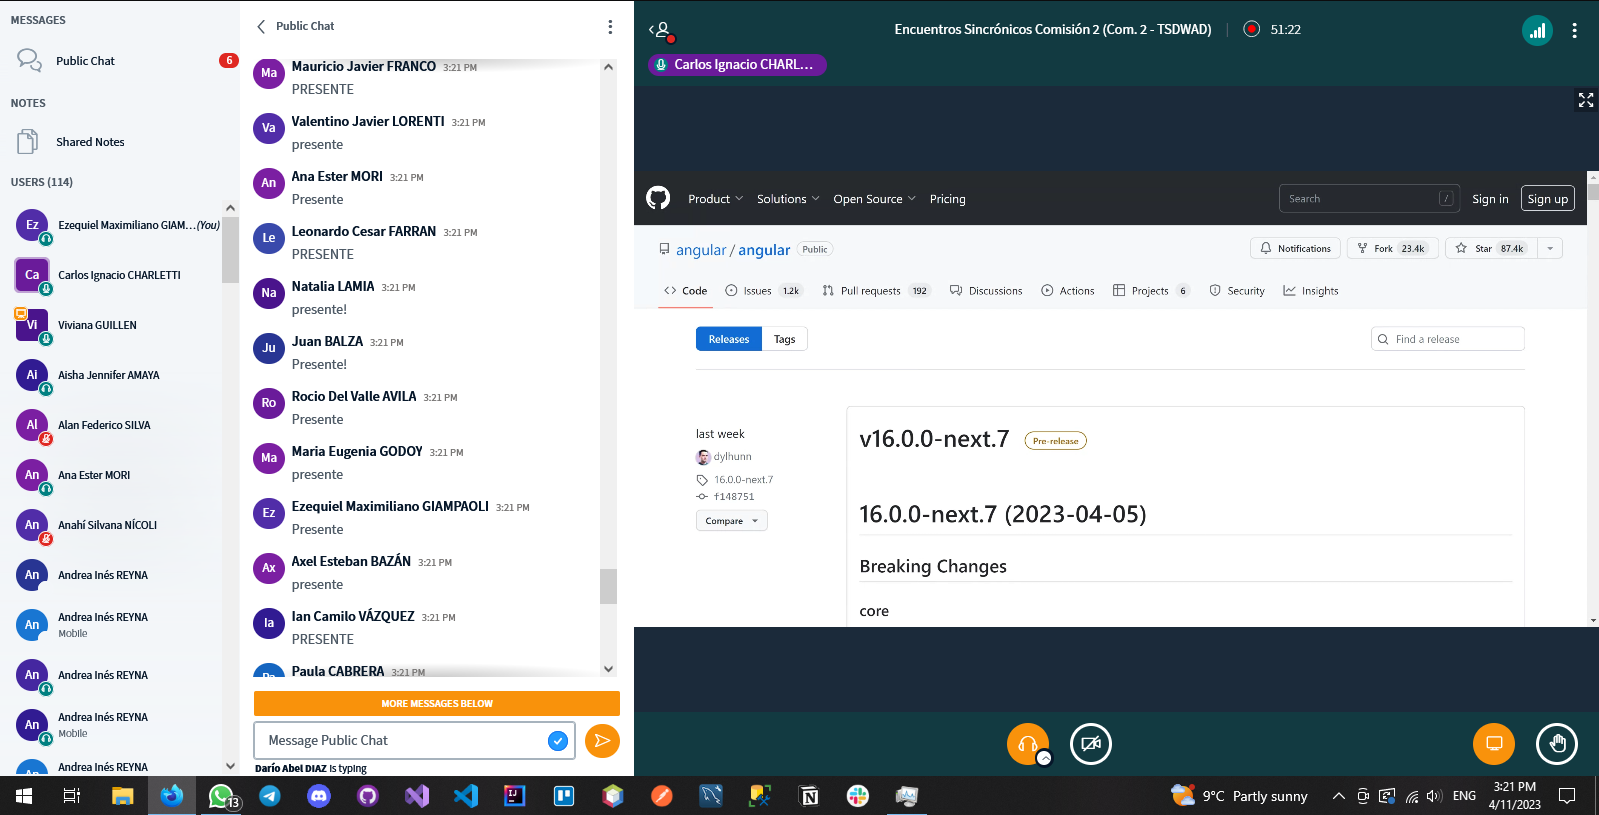 MESSAGES
Public Chat
6
NOTES
Shared Notes
USERS (114)
Ez
Ezequiel Maximiliano GIAM...(You)
Ca
Carlos Ignacio CHARLETTI
Vi
Viviana GUILLEN
Ai
Aisha Jennifer AMAYA
Al
Alan Federico SILVA
An
Ana Ester MORI
An
Anahí Silvana NÍCOLI
An
Andrea Inés REYNA
An
Andrea Inés REYNA
Mobile
An
Andrea Inés REYNA
An
Andrea Inés REYNA
Mobile
An
Andrea Inés REYNA
Public Chat
Ma
Mauricio Javier FRANCO 3:21 PM
PRESENTE
Va
Valentino Javier LORENTI 3:21 PM
presente
An
Ana Ester MORI 3:21 PM
Presente
Le
Leonardo Cesar FARRAN 3:21 PM
PRESENTE
Na
Natalia LAMIA 3:21 PM
presente!
Ju
Juan BALZA 3:21 PM
Presente!
Ro
Rocio Del Valle AVILA 3:21 PM
Presente
Ma
Maria Eugenia GODOY 3:21 PM
presente
Ez
Ezequiel Maximiliano GIAMPAOLI 3:21 PM
Presente
Ax
Axel Esteban BAZÁN 3:21 PM
presente
Ia
Ian Camilo VÁZQUEZ 3:21 PM
PRESENTE
Pa
Paula CABRERA 3:21 PM
MORE MESSAGES BELOW
Message Public Chat
Darío Abel DIAZ is typing
Encuentros Sincrónicos Comisión 2 (Com. 2 - TSDWAD)
51:22
Carlos Ignacio CHARL...
Product
Solutions
Open Source
Pricing
Search /
Sign in
Sign up
angular / angular Public
Notifications
Fork 23.4k
Star 87.4k
Code
Issues 1.2k
Pull requests 192
Discussions
Actions
Projects 6
Security
Insights
Releases
Tags
Find a release
last week
dylhunn
16.0.0-next.7
f148751
Compare
v16.0.0-next.7 Pre-release
16.0.0-next.7 (2023-04-05)
Breaking Changes
core
13
9°C Partly sunny
ENG
3:21 PM
4/11/2023